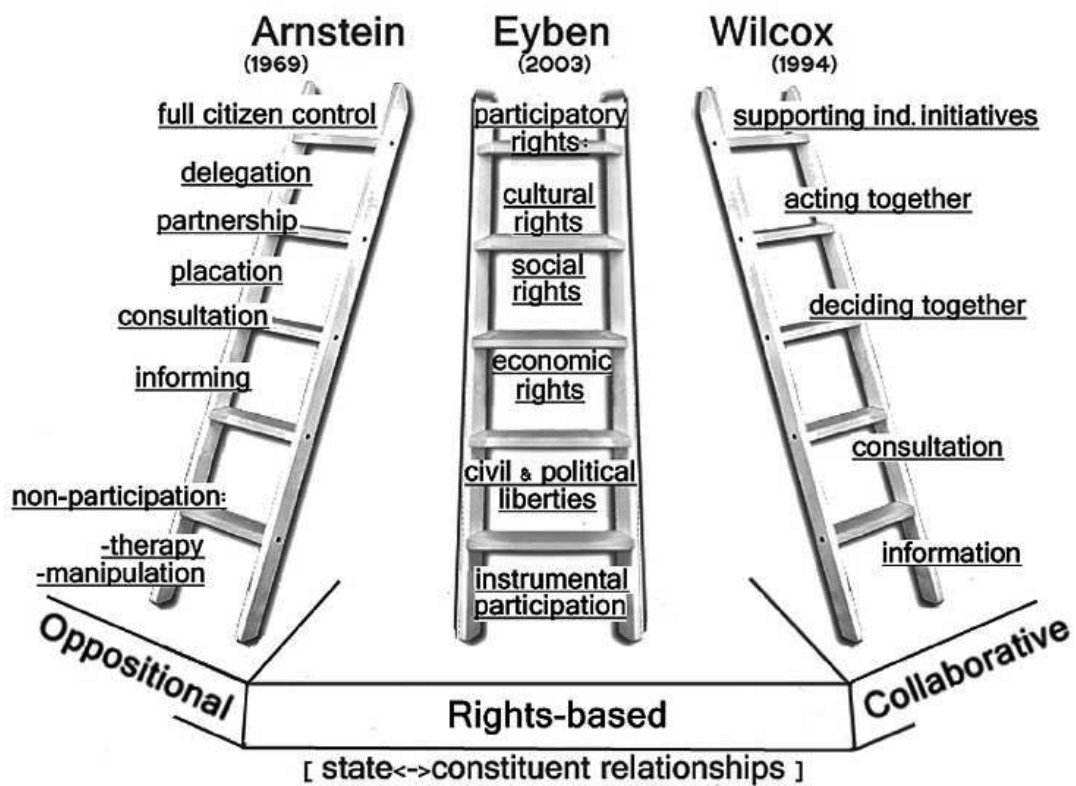 Arnstein
(1969)
full citizen control
delegation
partnership
placation
consultation
informing
non-participation:
-therapy
-manipulation
Eyben
(2003)
participatory
rights:
cultural
rights
social
rights
economic
rights
civil & political
liberties
instrumental
participation
Wilcox
(1994)
supporting ind. initiatives
acting together
deciding together
consultation
information
Oppositional
Rights-based
Collaborative
[ state<->constituent relationships ]